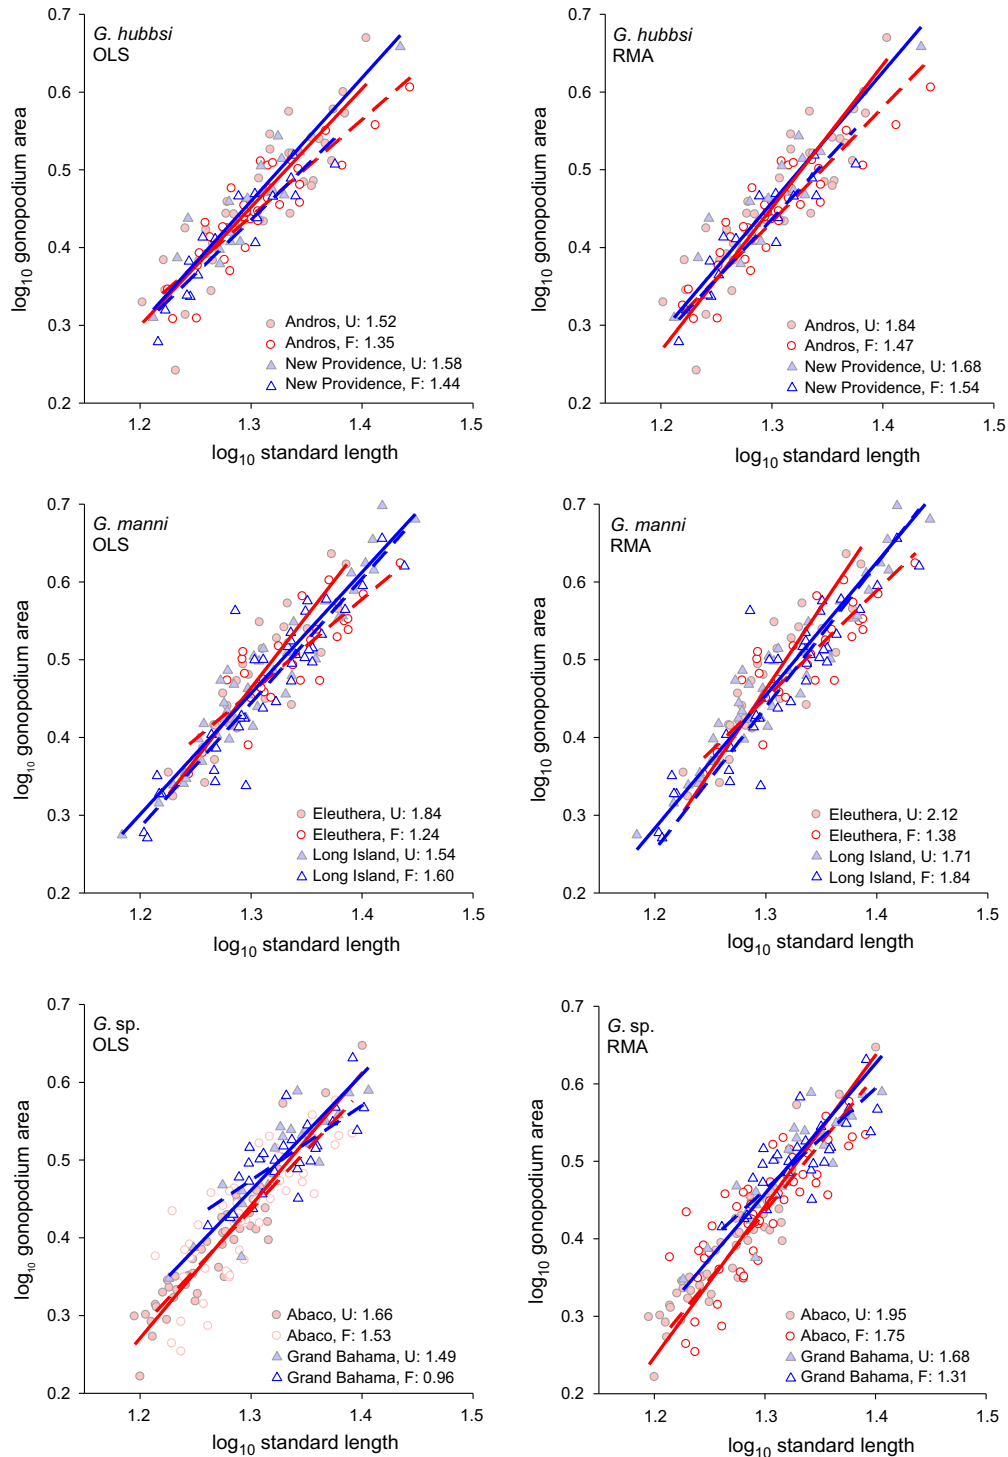 G. hubbsi
OLS
0.7
0.6
0.5
0.4
0.3
0.2
log10 gonopodium area
Andros, U: 1.52
Andros, F: 1.35
New Providence, U: 1.58
New Providence, F: 1.44
1.2 1.3 1.4 1.5
log10 standard length
G. hubbsi
RMA
0.7
0.6
0.5
0.4
0.3
0.2
log10 gonopodium area
Andros, U: 1.84
Andros, F: 1.47
New Providence, U: 1.68
New Providence, F: 1.54
1.2 1.3 1.4 1.5
log10 standard length
G. manni
OLS
0.7
0.6
0.5
0.4
0.3
0.2
log10 gonopodium area
Eleuthera, U: 1.84
Eleuthera, F: 1.24
Long Island, U: 1.54
Long Island, F: 1.60
1.2 1.3 1.4 1.5
log10 standard length
G. manni
RMA
0.7
0.6
0.5
0.4
0.3
0.2
log10 gonopodium area
Eleuthera, U: 2.12
Eleuthera, F: 1.38
Long Island, U: 1.71
Long Island, F: 1.84
1.2 1.3 1.4 1.5
log10 standard length
G. sp.
OLS
0.7
0.6
0.5
0.4
0.3
0.2
log10 gonopodium area
Abaco, U: 1.66
Abaco, F: 1.53
Grand Bahama, U: 1.49
Grand Bahama, F: 0.96
1.2 1.3 1.4 1.5
log10 standard length
G. sp.
RMA
0.7
0.6
0.5
0.4
0.3
0.2
log10 gonopodium area
Abaco, U: 1.95
Abaco, F: 1.75
Grand Bahama, U: 1.68
Grand Bahama, F: 1.31
1.2 1.3 1.4 1.5
log10 standard length